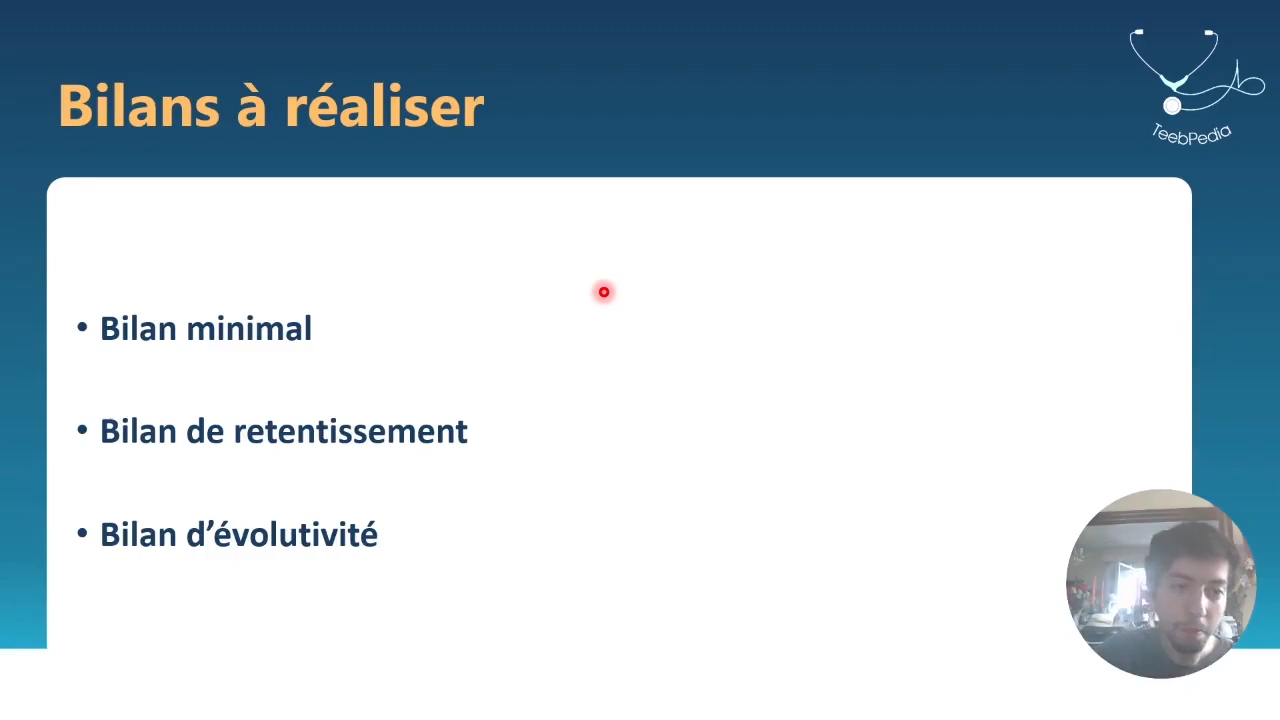 Bilans à réaliser
TeebPedia
• Bilan minimal
• Bilan de retentissement
• Bilan d’évolutivité